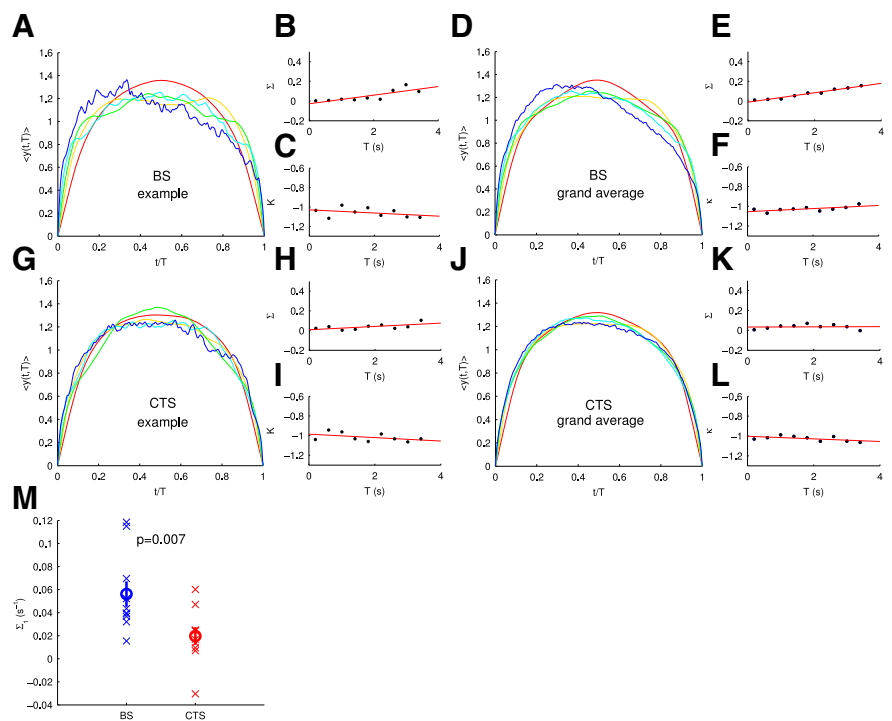 A
1.6
1.4
1.2
1
0.8
0.6
0.4
0.2
0
<y(t,T)>
BS
example
0
0.2
0.4
0.6
0.8
1
t/T
B
0.4
0.2
0
−0.2
Σ
0
2
4
T (s)
C
−0.6
−0.8
−1
−1.2
K
0
2
4
T (s)
D
1.6
1.4
1.2
1
0.8
0.6
0.4
0.2
0
<y(t,T)>
BS
grand average
0
0.2
0.4
0.6
0.8
1
t/T
E
0.4
0.2
0
−0.2
Σ
0
2
4
T (s)
F
−0.6
−0.8
−1
−1.2
κ
0
2
4
T (s)
G
1.6
1.4
1.2
1
0.8
0.6
0.4
0.2
0
<y(t,T)>
CTS
example
0
0.2
0.4
0.6
0.8
1
t/T
H
0.4
0.2
0
−0.2
Σ
0
2
4
T (s)
I
−0.6
−0.8
−1
−1.2
K
0
2
4
T (s)
J
1.6
1.4
1.2
1
0.8
0.6
0.4
0.2
0
<y(t,T)>
CTS
grand average
0
0.2
0.4
0.6
0.8
1
t/T
K
0.4
0.2
0
−0.2
Σ
0
2
4
T (s)
L
−0.6
−0.8
−1
−1.2
κ
0
2
4
T (s)
M
0.12
0.1
0.08
0.06
0.04
0.02
0
−0.02
−0.04
Σ₁ (s⁻¹)
p=0.007
BS
CTS